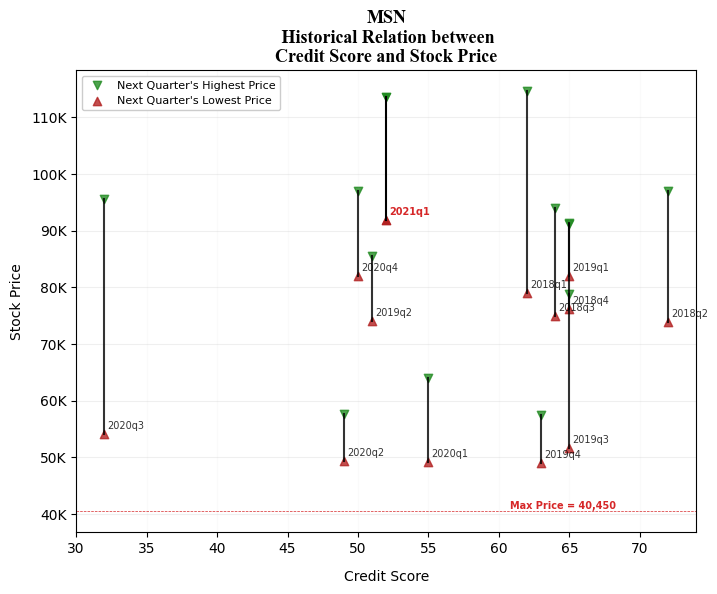 MSN
Historical Relation between
Credit Score and Stock Price
Next Quarter's Highest Price
Next Quarter's Lowest Price
110K
100K
90K
80K
70K
60K
50K
40K
Stock Price
2021q1
2020q4
2019q1
2018q1
2018q4
2018q3
2018q2
2019q2
2020q3
2020q2
2020q1
2019q3
2019q4
Max Price = 40,450
30 35 40 45 50 55 60 65 70
Credit Score